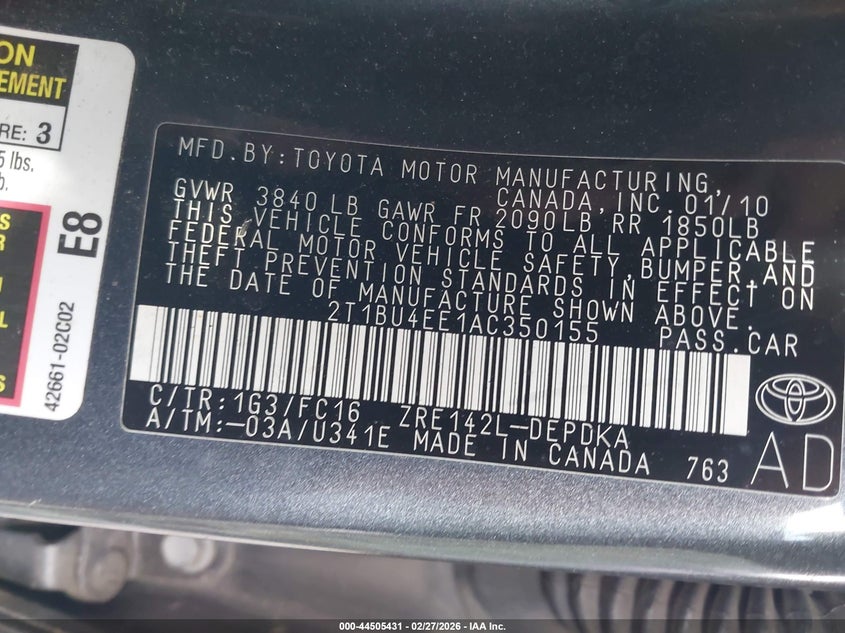 ON
EMENT
RE: 3
5 lbs.
b.
S
R
L
S
E8
42661-02C02
MFD.BY:TOYOTA MOTOR MANUFACTURING,
CANADA,INC.01/10
GVWR 3840LB GAWR FR 2090LB RR 1850LB
THIS VEHICLE CONFORMS TO ALL APPLICABLE
FEDERAL MOTOR VEHICLE SAFETY,BUMPER,AND
THEFT PREVENTION STANDARDS IN EFFECT ON
THE DATE OF MANUFACTURE SHOWN ABOVE.
2T1BU4EE1AC350155 PASS.CAR
C/TR:1G3/FC16 ZRE142L-DEPDKA
A/TM:-03A/U341E MADE IN CANADA 763
AD
000-44505431 - 02/27/2026 - IAA Inc.